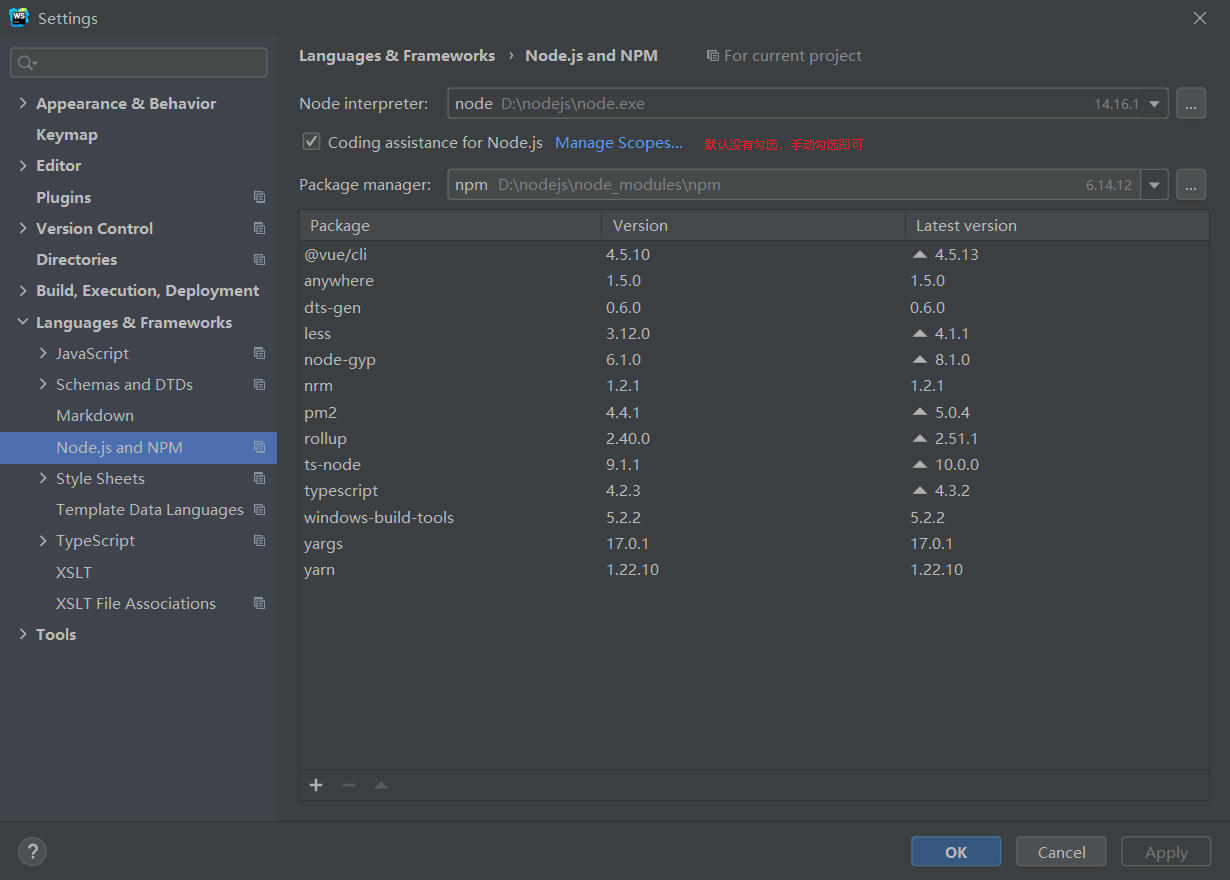 WS Settings
Languages & Frameworks › Node.js and NPM For current project
Appearance & Behavior
Keymap
Editor
Plugins
Version Control
Directories
Build, Execution, Deployment
Languages & Frameworks
JavaScript
Schemas and DTDs
Markdown
Node.js and NPM
Style Sheets
Template Data Languages
TypeScript
XSLT
XSLT File Associations
Tools
Node interpreter: node D:\nodejs\node.exe 14.16.1 ...
Coding assistance for Node.js Manage Scopes... 默认没有勾选，手动勾选即可
Package manager: npm D:\nodejs\node_modules\npm 6.14.12 ...
Package Version Latest version
@vue/cli 4.5.10 4.5.13
anywhere 1.5.0 1.5.0
dts-gen 0.6.0 0.6.0
less 3.12.0 4.1.1
node-gyp 6.1.0 8.1.0
nrm 1.2.1 1.2.1
pm2 4.4.1 5.0.4
rollup 2.40.0 2.51.1
ts-node 9.1.1 10.0.0
typescript 4.2.3 4.3.2
windows-build-tools 5.2.2 5.2.2
yargs 17.0.1 17.0.1
yarn 1.22.10 1.22.10
? OK Cancel Apply